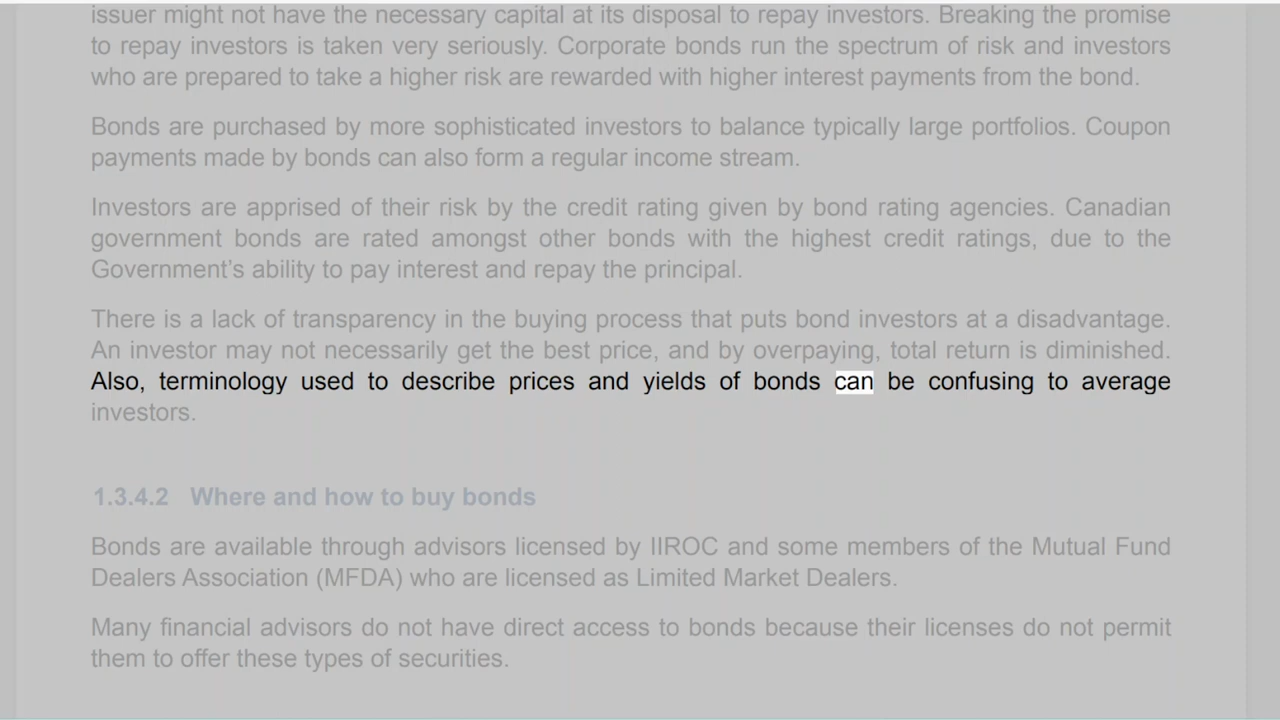 issuer might not have the necessary capital at its disposal to repay investors. Breaking the promise
to repay investors is taken very seriously. Corporate bonds run the spectrum of risk and investors
who are prepared to take a higher risk are rewarded with higher interest payments from the bond.
Bonds are purchased by more sophisticated investors to balance typically large portfolios. Coupon
payments made by bonds can also form a regular income stream.
Investors are apprised of their risk by the credit rating given by bond rating agencies. Canadian
government bonds are rated amongst other bonds with the highest credit ratings, due to the
Government’s ability to pay interest and repay the principal.
There is a lack of transparency in the buying process that puts bond investors at a disadvantage.
An investor may not necessarily get the best price, and by overpaying, total return is diminished.
Also, terminology used to describe prices and yields of bonds can be confusing to average
investors.
1.3.4.2 Where and how to buy bonds
Bonds are available through advisors licensed by IIROC and some members of the Mutual Fund
Dealers Association (MFDA) who are licensed as Limited Market Dealers.
Many financial advisors do not have direct access to bonds because their licenses do not permit
them to offer these types of securities.